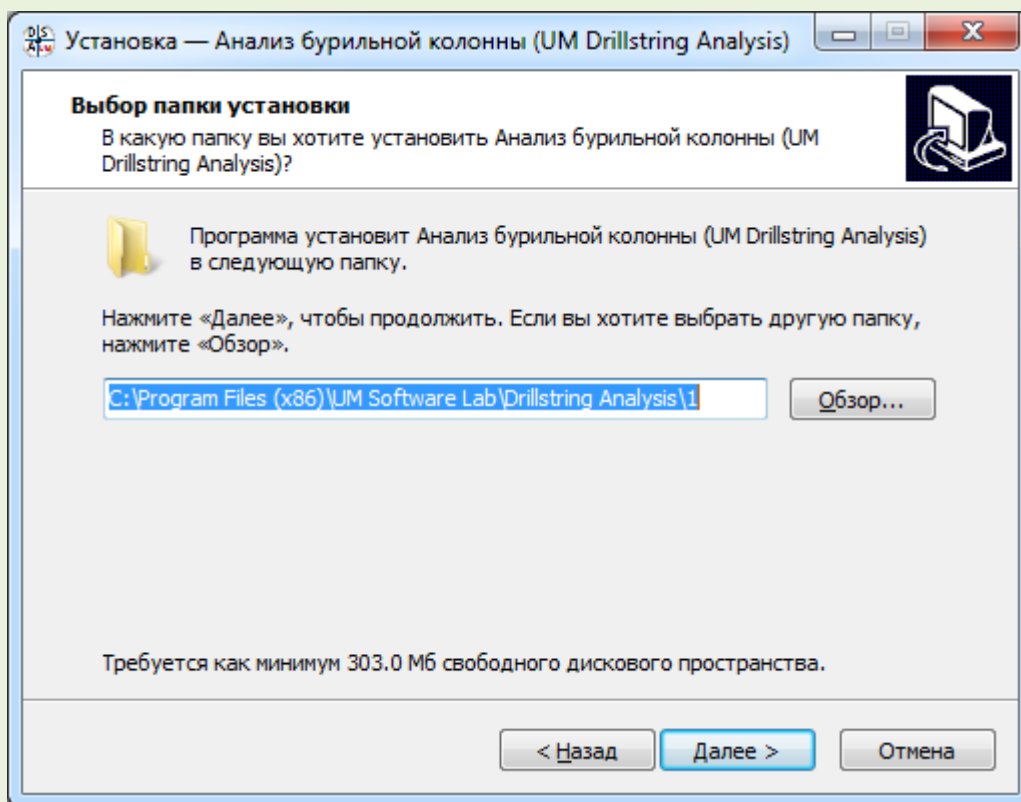 Установка — Анализ бурильной колонны (UM Drillstring Analysis)
Выбор папки установки
В какую папку вы хотите установить Анализ бурильной колонны (UM
Drillstring Analysis)?
Программа установит Анализ бурильной колонны (UM Drillstring Analysis)
в следующую папку.
Нажмите «Далее», чтобы продолжить. Если вы хотите выбрать другую папку,
нажмите «Обзор».
C:\Program Files (x86)\UM Software Lab\Drillstring Analysis\1
Обзор...
Требуется как минимум 303.0 Мб свободного дискового пространства.
< Назад
Далее >
Отмена